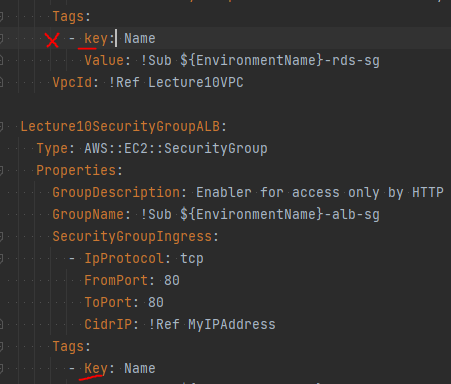 Tags:
- key: Name
Value: !Sub ${EnvironmentName}-rds-sg
VpcId: !Ref Lecture10VPC
Lecture10SecurityGroupALB:
Type: AWS::EC2::SecurityGroup
Properties:
GroupDescription: Enabler for access only by HTTP
GroupName: !Sub ${EnvironmentName}-alb-sg
SecurityGroupIngress:
- IpProtocol: tcp
FromPort: 80
ToPort: 80
CidrIP: !Ref MyIPAddress
Tags:
- Key: Name